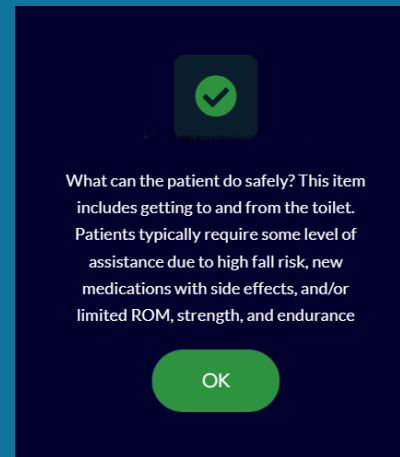 What can the patient do safely? This item
includes getting to and from the toilet.
Patients typically require some level of
assistance due to high fall risk, new
medications with side effects, and/or
limited ROM, strength, and endurance
OK